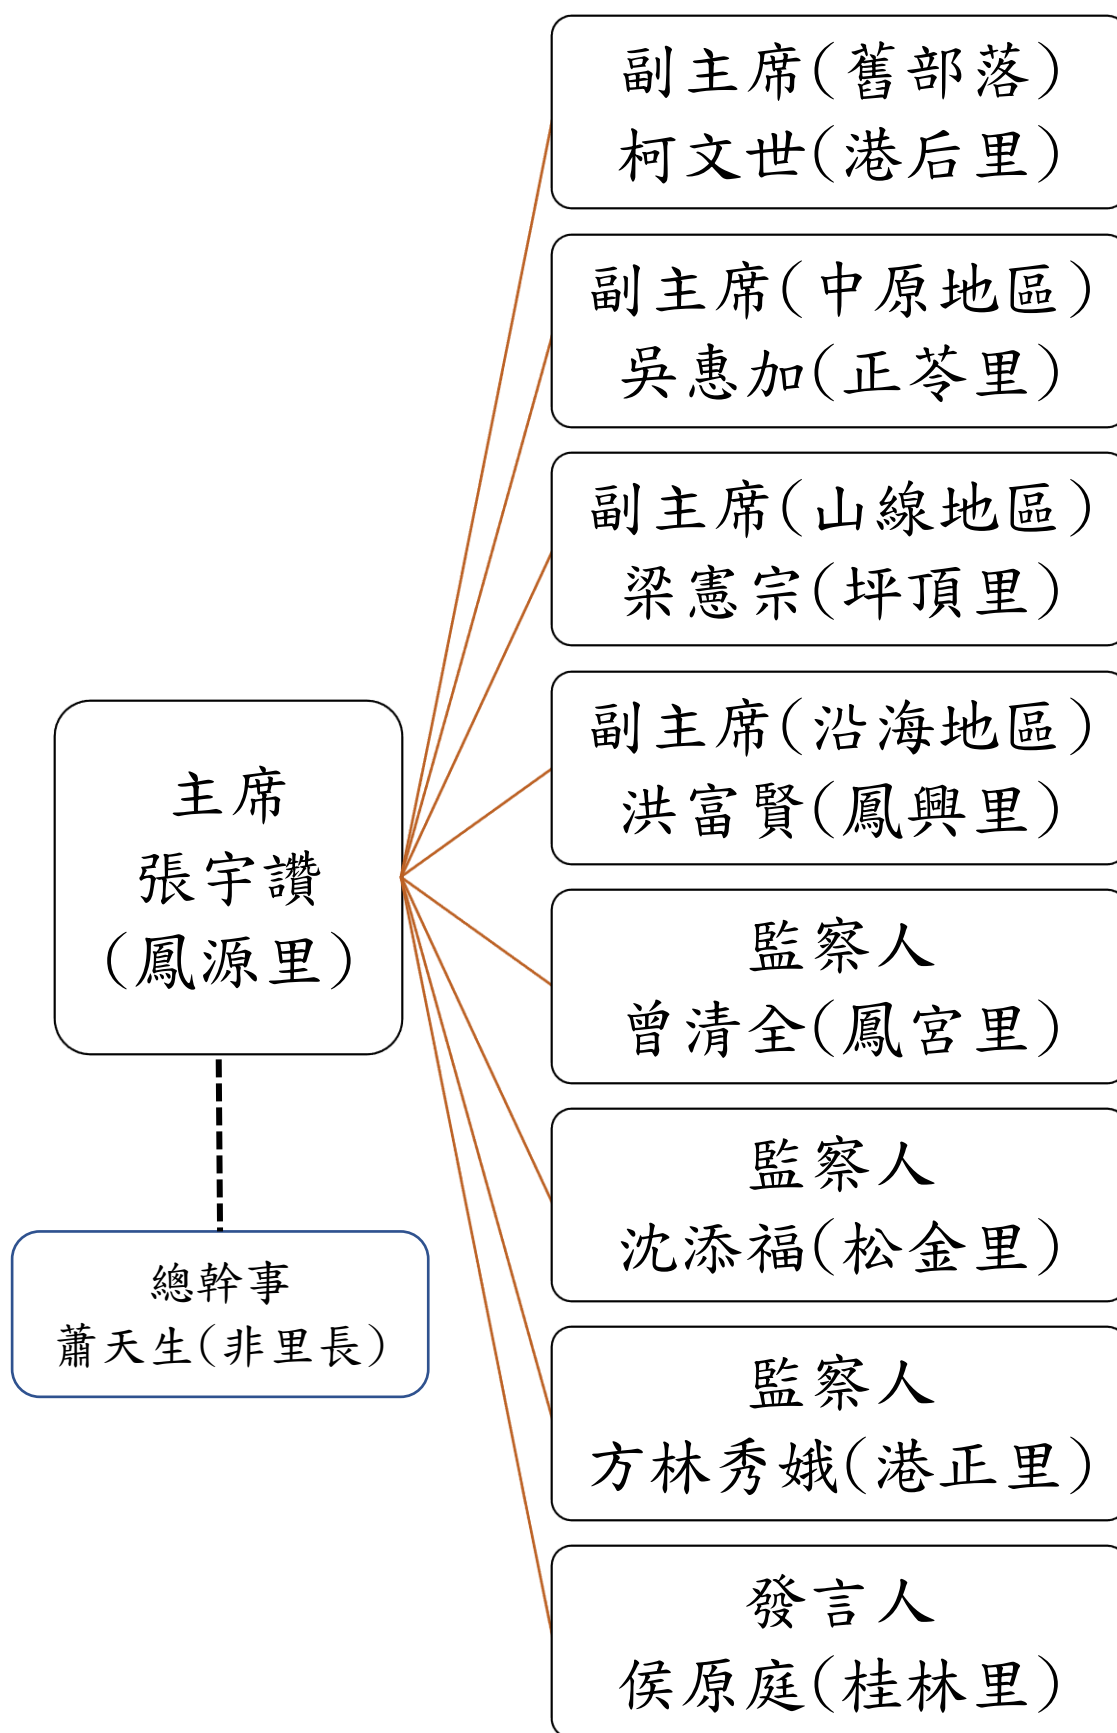 主席
張宇讚
(鳳源里)
總幹事
蕭天生(非里長)
副主席(舊部落)
柯文世(港后里)
副主席(中原地區)
吳惠加(正苓里)
副主席(山線地區)
梁憲宗(坪頂里)
副主席(沿海地區)
洪富賢(鳳興里)
監察人
曾清全(鳳宮里)
監察人
沈添福(松金里)
監察人
方林秀娥(港正里)
發言人
侯原庭(桂林里)